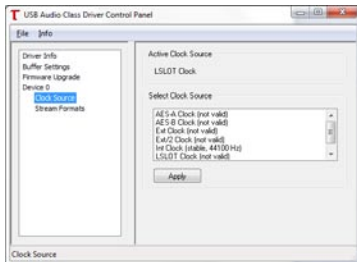 USB Audio Class Driver Control Panel
File Info
Driver Info
Buffer Settings
Firmware Upgrade
Device 0
Clock Source
Stream Formats
Active Clock Source
LSLOT Clock
Select Clock Source
AES-A Clock (not valid)
AES-B Clock (not valid)
Ext Clock (not valid)
Ext/2 Clock (not valid)
Int Clock (stable, 44100 Hz)
LSLOT Clock (not valid)
Apply
Clock Source